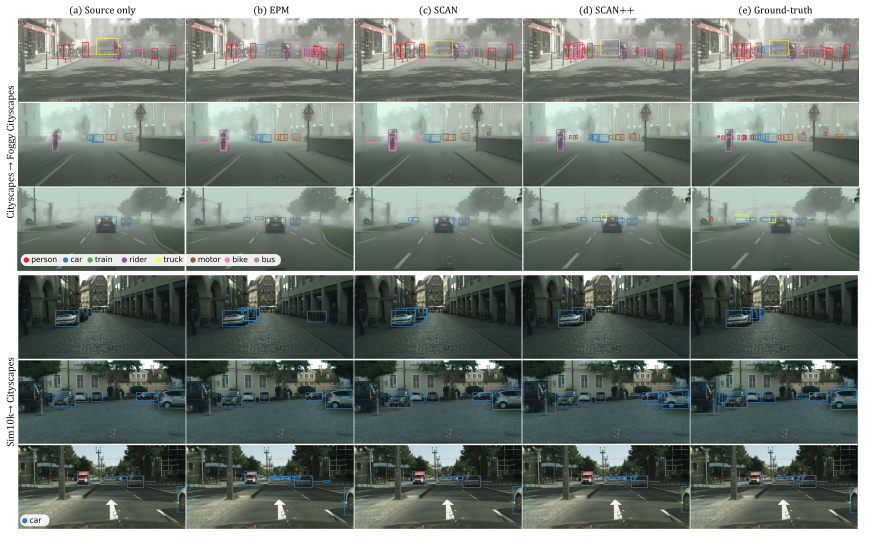 (a) Source only (b) EPM (c) SCAN (d) SCAN++ (e) Ground-truth
Cityscapes → Foggy Cityscapes
person car train rider truck motor bike bus
Sim10k→ Cityscapes
car